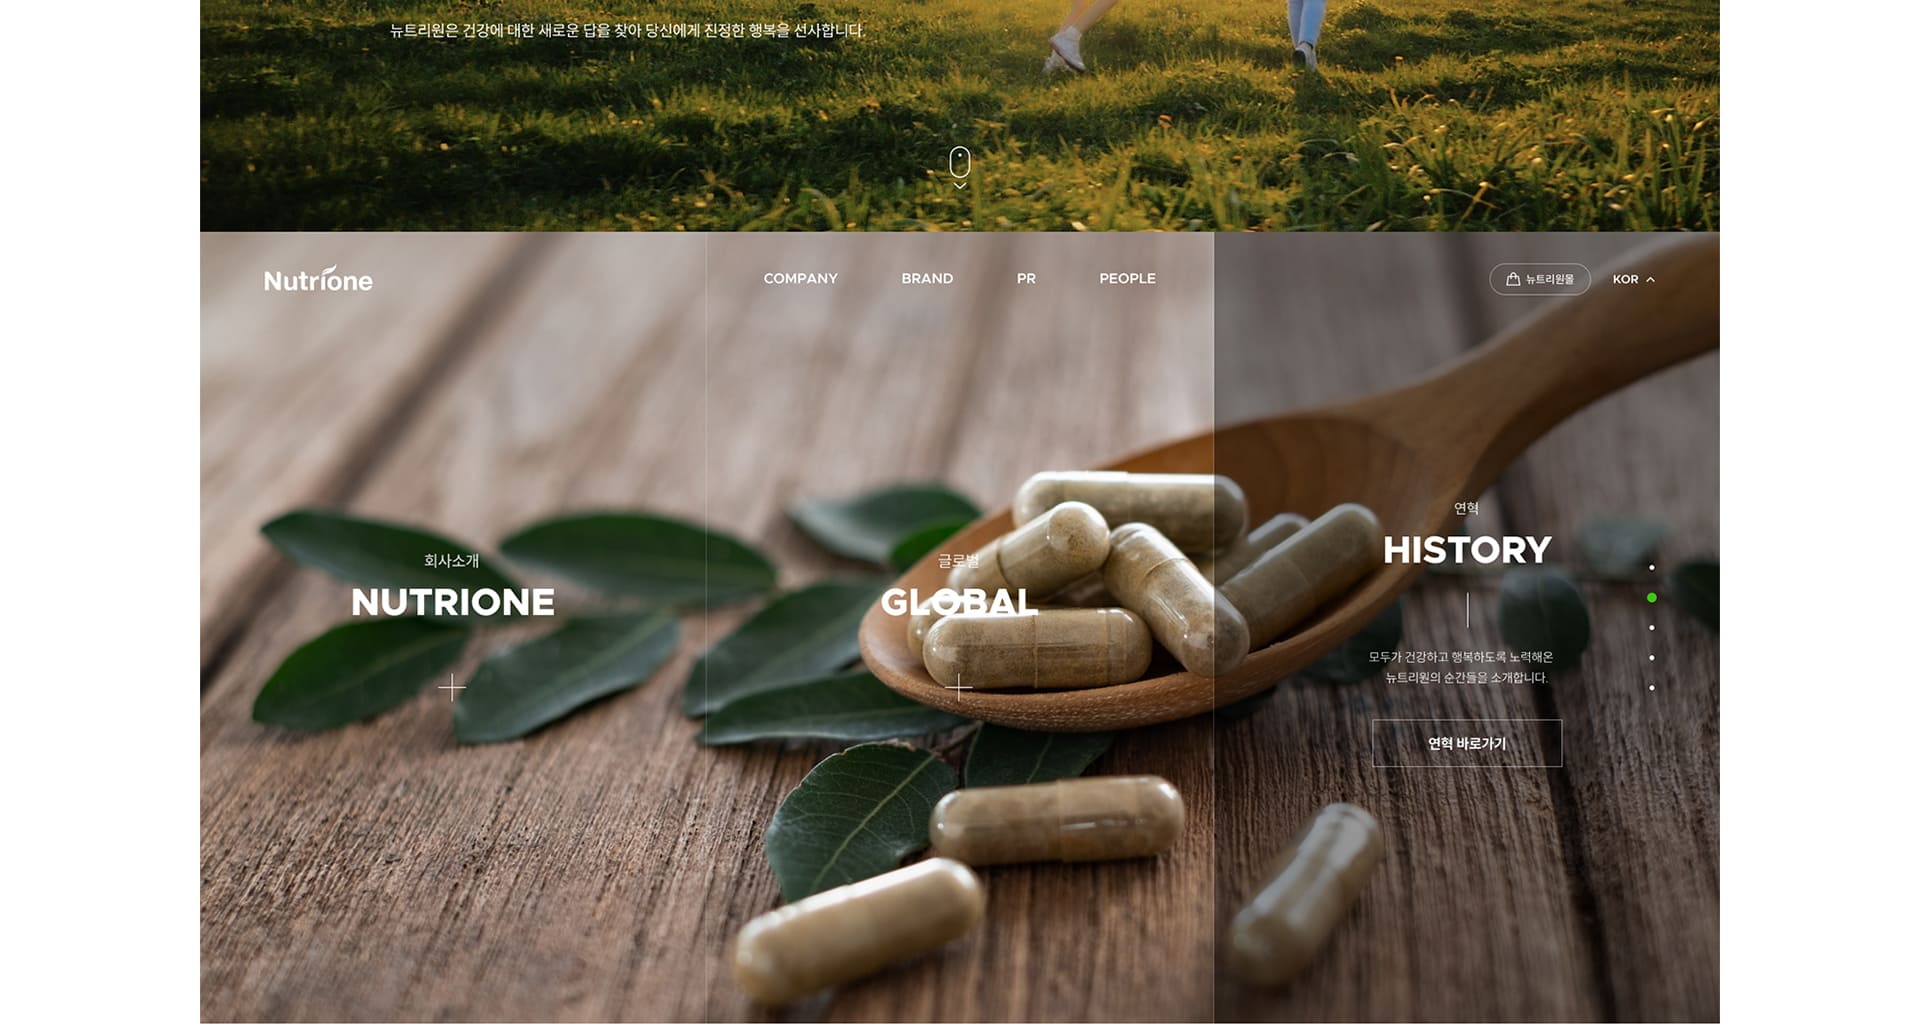 뉴트리원은 건강에 대한 새로운 답을 찾아 당신에게 진정한 행복을 선사합니다.
Nutrione
COMPANY
BRAND
PR
PEOPLE
뉴트리원몰
KOR
회사소개
NUTRIONE
글로벌
GLOBAL
연혁
HISTORY
모두가 건강하고 행복하도록 노력해온
뉴트리원의 순간들을 소개합니다.
연혁 바로가기